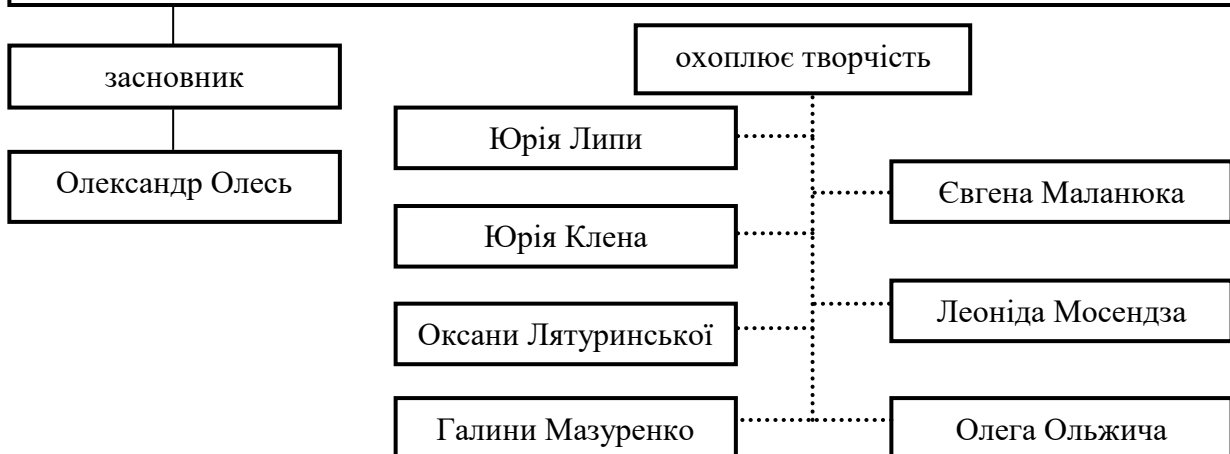 засновник
Олександр Олесь
охоплює творчість
Юрія Липи
Євгена Маланюка
Юрія Клена
Леоніда Мосендза
Оксани Лятуринської
Галини Мазуренко
Олега Ольжича